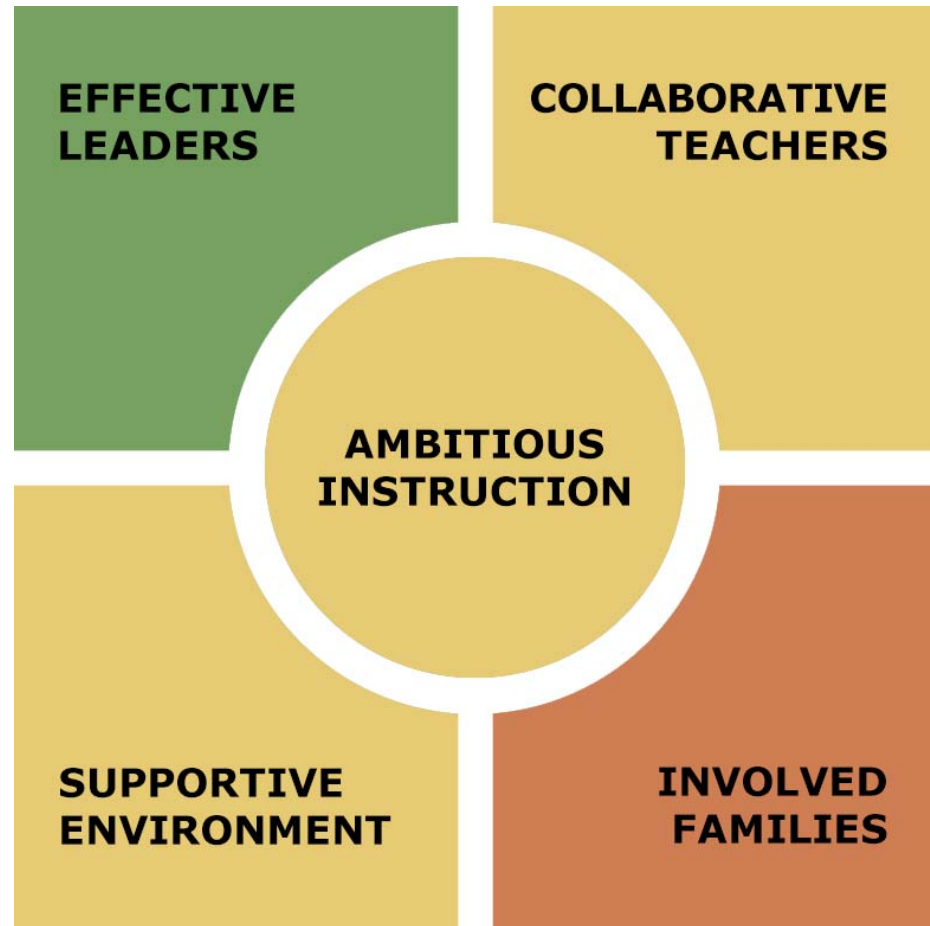 EFFECTIVE
LEADERS
COLLABORATIVE
TEACHERS
AMBITIOUS
INSTRUCTION
SUPPORTIVE
ENVIRONMENT
INVOLVED
FAMILIES